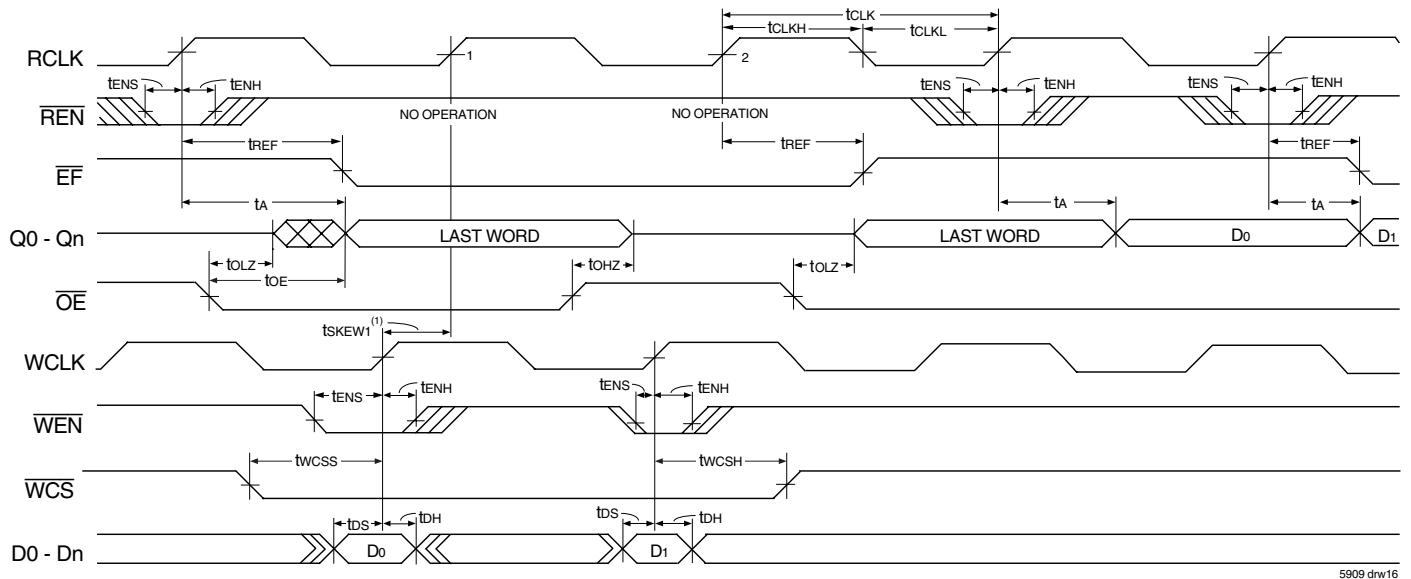 tCLK
tCLKH tCLKL
RCLK 1 2
tENS tENH tENS tENH tENS tENH
REN NO OPERATION NO OPERATION
tREF tREF tREF
EF
tA tA tA
Q0 - Qn LAST WORD LAST WORD D0 D1
tOLZ tOHZ tOLZ
tOE
OE
tSKEW1(1)
WCLK
tENS tENH tENS tENH
WEN
tWCSS tWCSH
WCS
tDS tDH tDS tDH
D0 - Dn D0 D1
5909 drw16